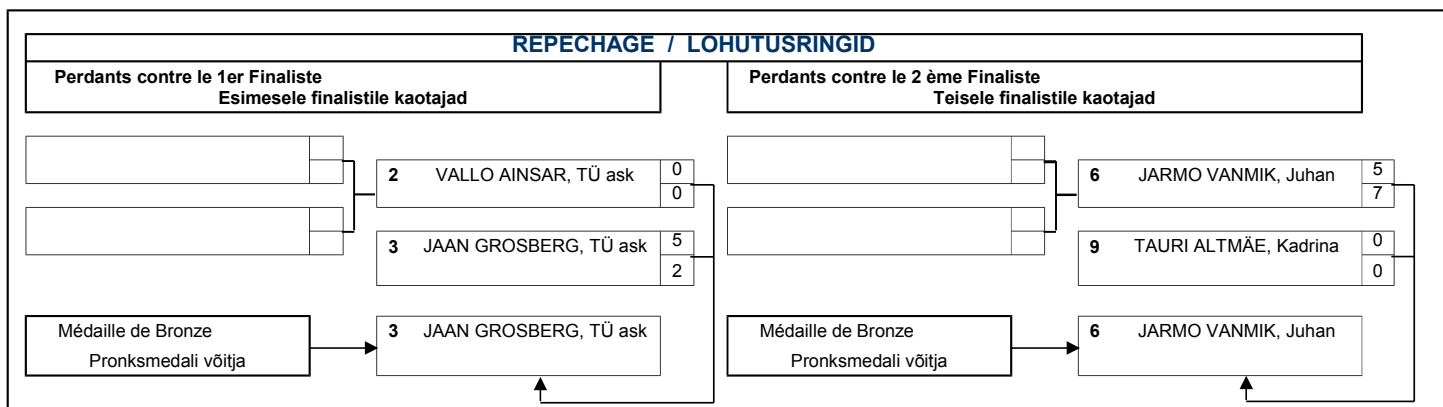 REPECHAGE / LOHUTUSRINGID
Perdants contre le 1er Finaliste
Esimesele finalistile kaotajad
Perdants contre le 2 ème Finaliste
Teisele finalistile kaotajad
2 VALLO AINSAR, TÜ ask 0
0
3 JAAN GROSBERG, TÜ ask 5
2
Médaille de Bronze
Pronksmedali võitja
3 JAAN GROSBERG, TÜ ask
6 JARMO VANMIK, Juhan 5
7
9 TAURI ALTMÄE, Kadrina 0
0
Médaille de Bronze
Pronksmedali võitja
6 JARMO VANMIK, Juhan